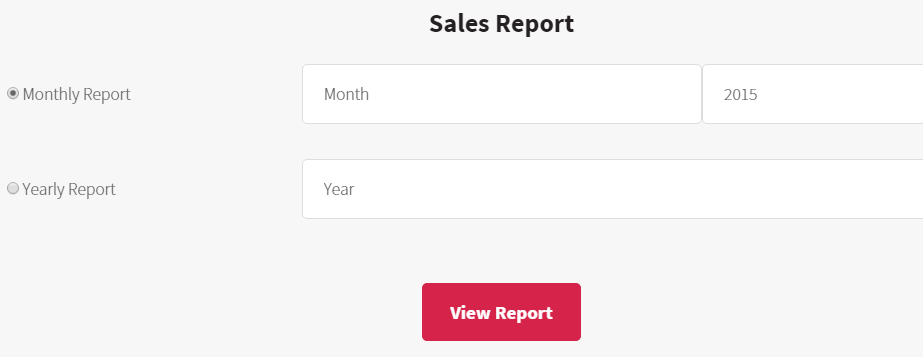 Sales Report
Monthly Report Month 2015
Yearly Report Year
View Report